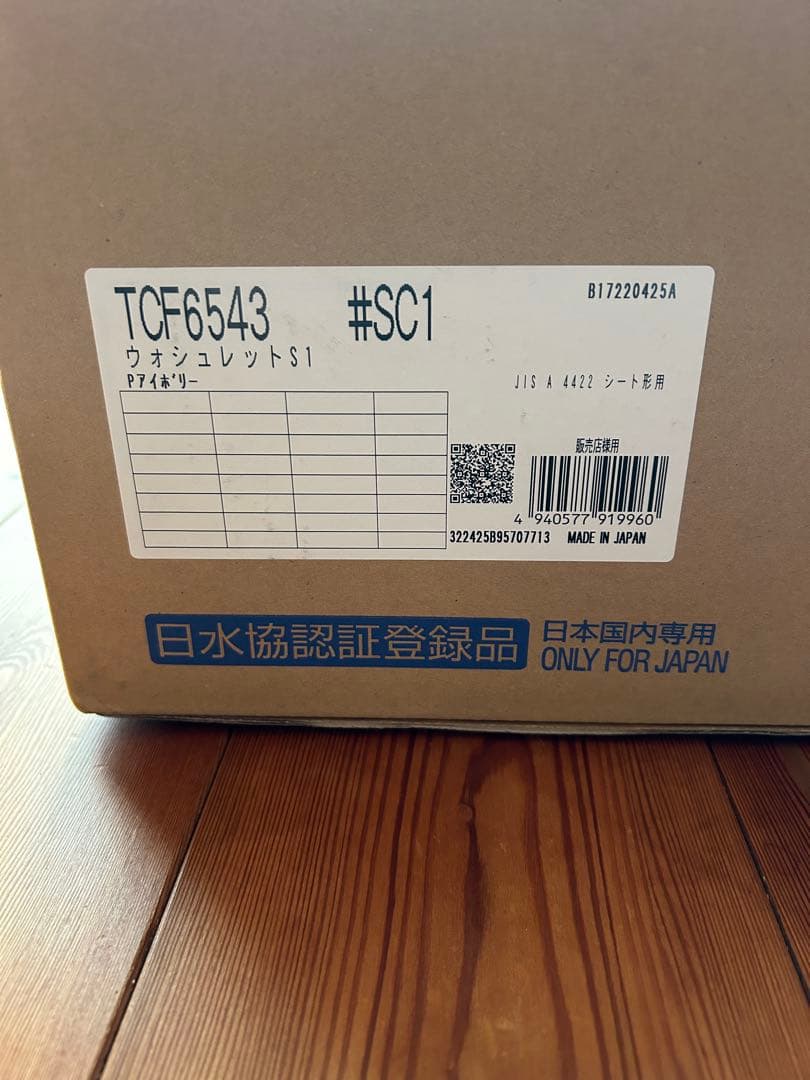 TCF6543 #SC1
B17220425A
ウォシュレットS1
Pアイボリー
JIS A 4422 シート形用
販売店様用
4 940577 919960
322425B95707713 MADE IN JAPAN
日水協認証登録品
日本国内専用
ONLY FOR JAPAN